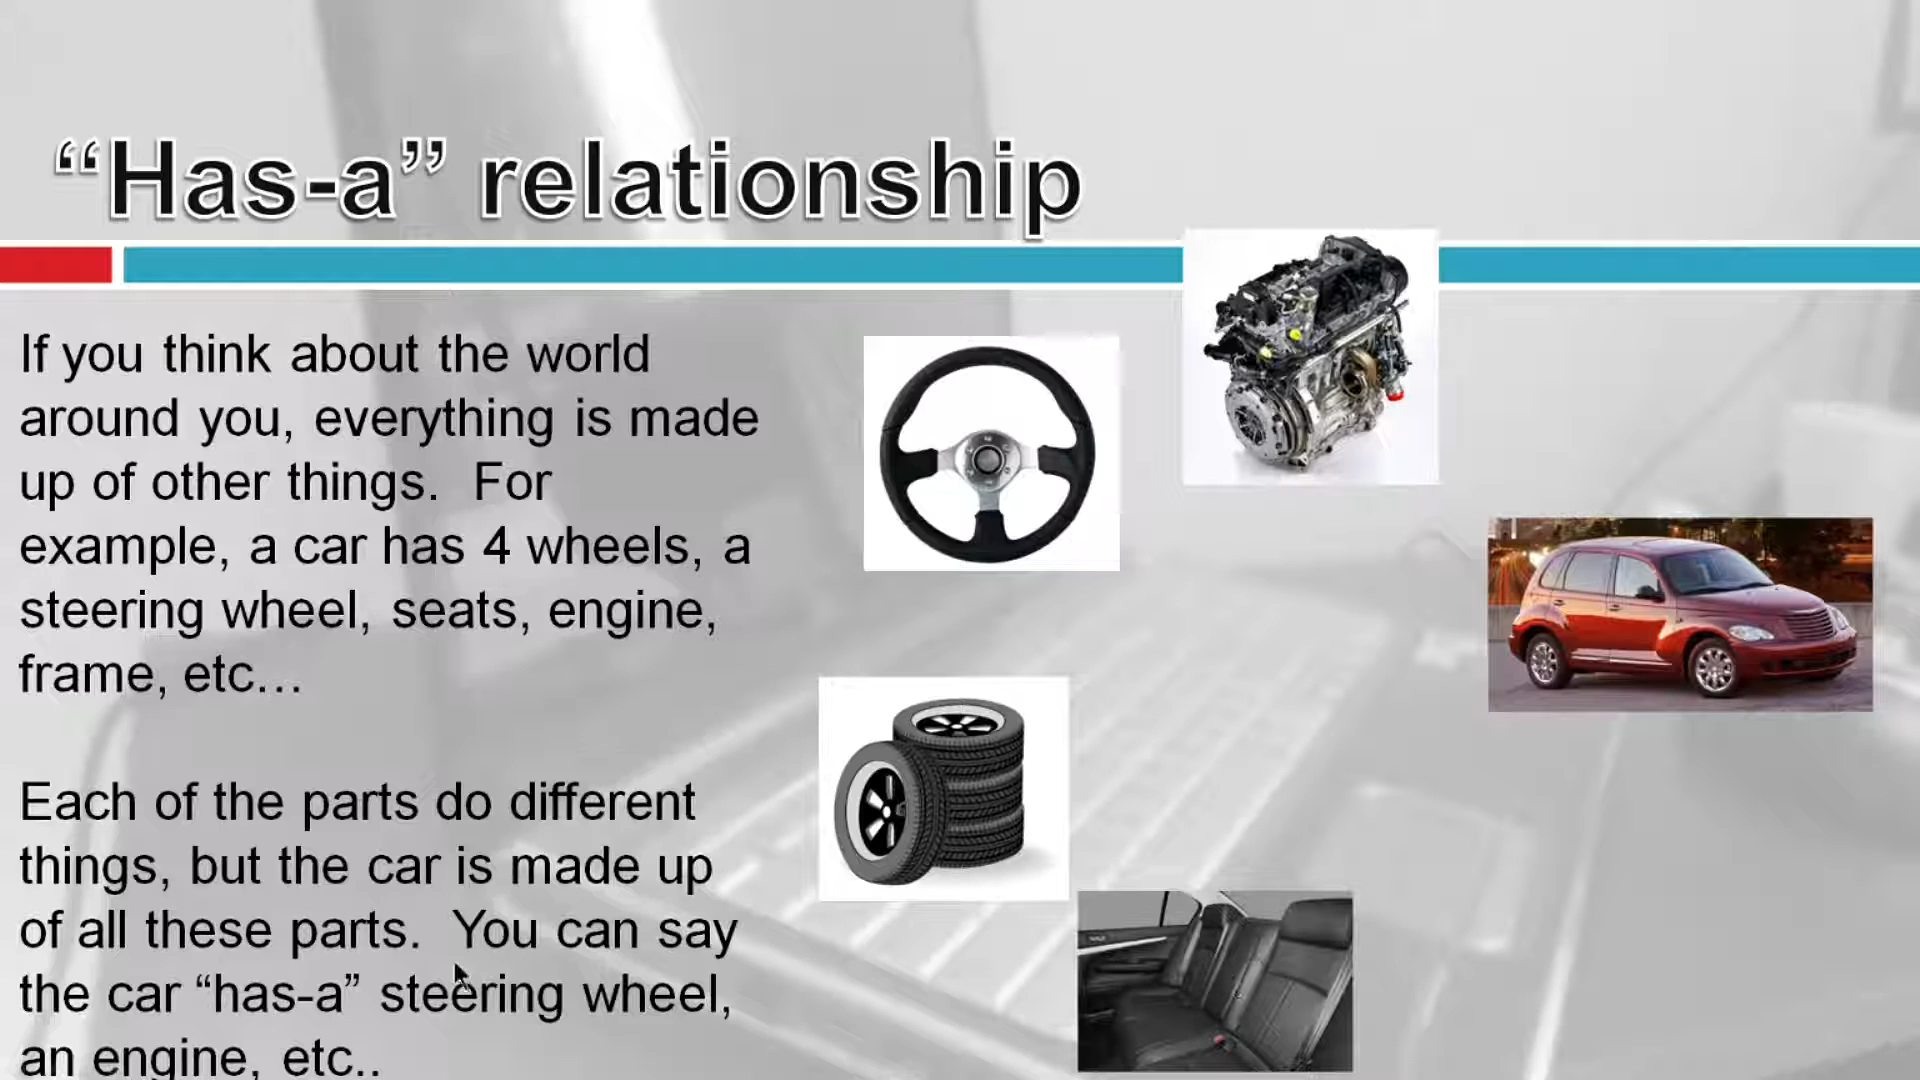 “Has-a” relationship
If you think about the world
around you, everything is made
up of other things.  For
example, a car has 4 wheels, a
steering wheel, seats, engine,
frame, etc…
Each of the parts do different
things, but the car is made up
of all these parts.  You can say
the car “has-a” steering wheel,
an engine, etc..